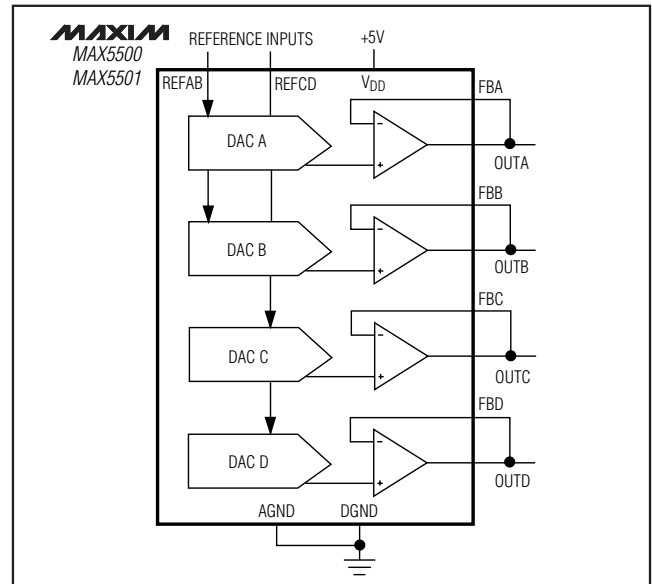 MAXIM
MAX5500
MAX5501
REFERENCE INPUTS
+5V
REFAB
REFCD
VDD
FBA
DAC A
-
+
OUTA
FBB
DAC B
-
+
OUTB
FBC
DAC C
-
+
OUTC
FBD
DAC D
-
+
OUTD
AGND
DGND